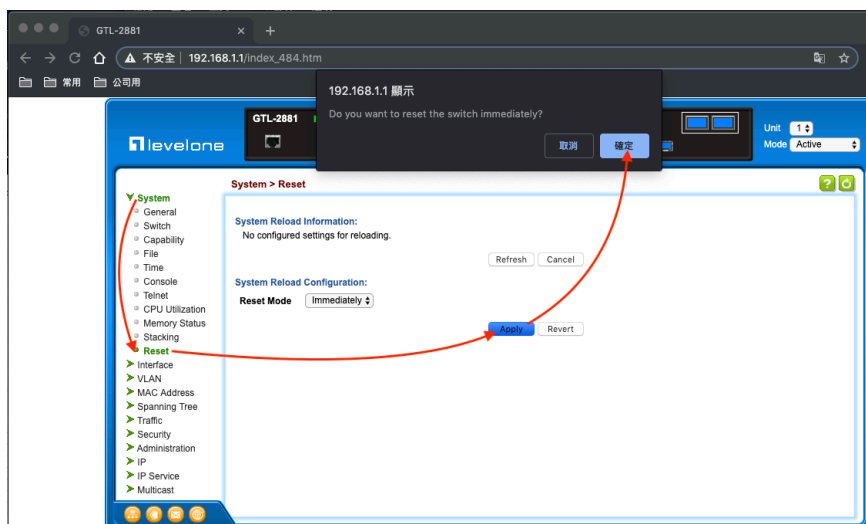 GTL-2881
不安全 | 192.168.1.1/index_484.htm
常用 公司用
192.168.1.1 顯示
Do you want to reset the switch immediately?
取消 確定
levelone
GTL-2881
Unit 1
Mode Active
System > Reset
System
General
Switch
Capability
File
Time
Console
Telnet
CPU Utilization
Memory Status
Stacking
Reset
Interface
VLAN
MAC Address
Spanning Tree
Traffic
Security
Administration
IP
IP Service
Multicast
System Reload Information:
No configured settings for reloading.
Refresh Cancel
System Reload Configuration:
Reset Mode Immediately
Apply Revert